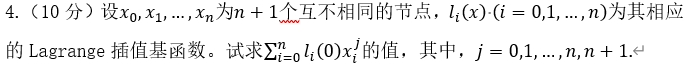 4.（10 分）设x₀, x₁, … , xₙ为n + 1个互不相同的节点，lᵢ(x)·(i = 0,1, … , n)为其相应
的 Lagrange 插值基函数。试求∑ⁿᵢ₌₀ lᵢ(0)xᵢʲ的值，其中，j = 0,1, … , n, n + 1.↵